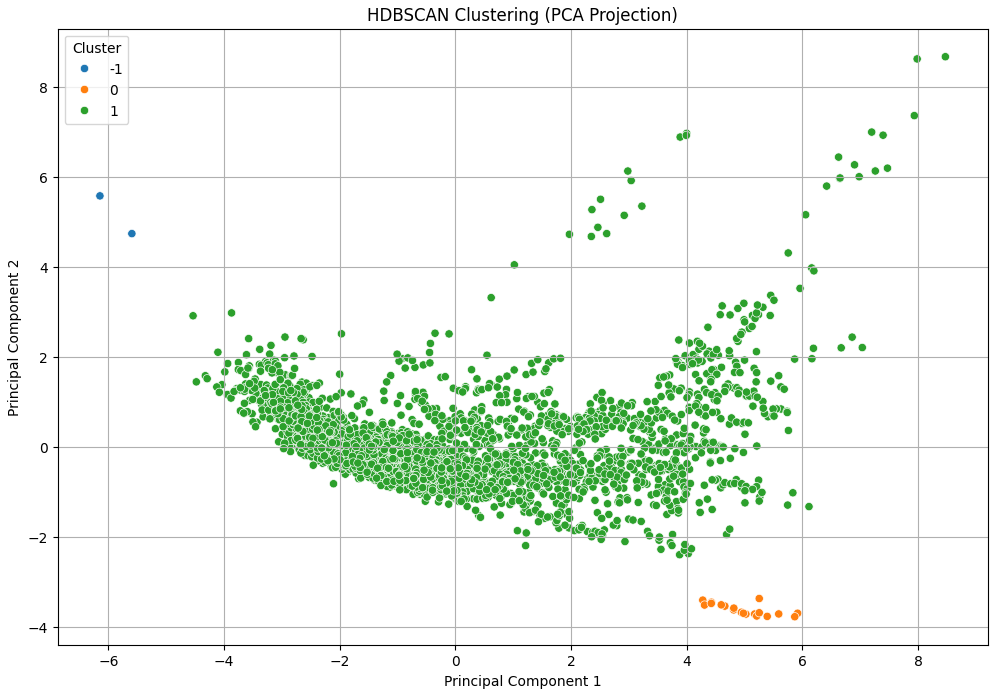 HDBSCAN Clustering (PCA Projection)
Cluster
-1
0
1
8
6
4
2
0
−2
−4
Principal Component 2
−6 −4 −2 0 2 4 6 8
Principal Component 1